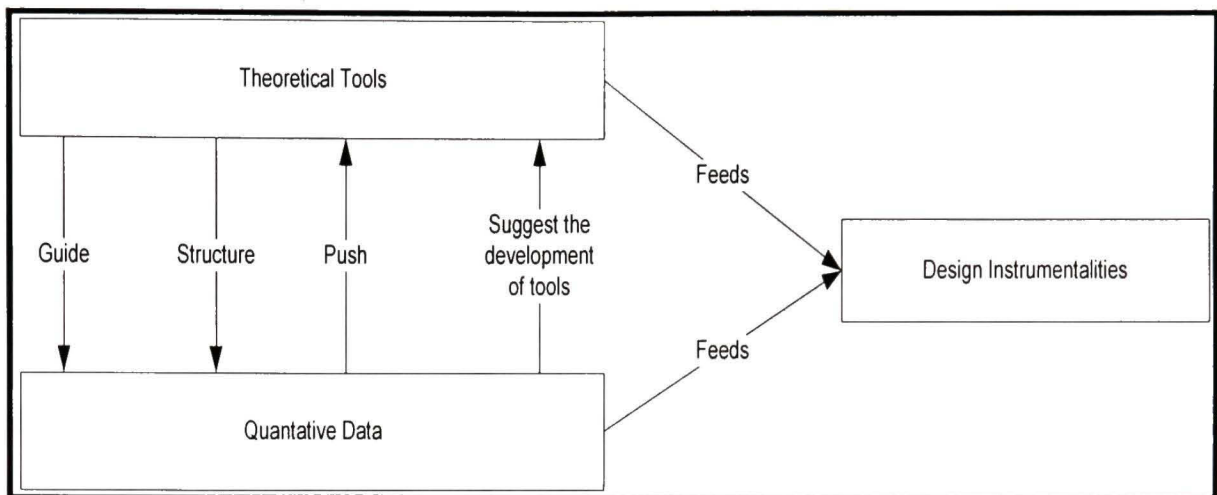 Theoretical Tools
Feeds
Guide
Structure
Push
Suggest the
development
of tools
Design Instrumentalities
Feeds
Quantative Data